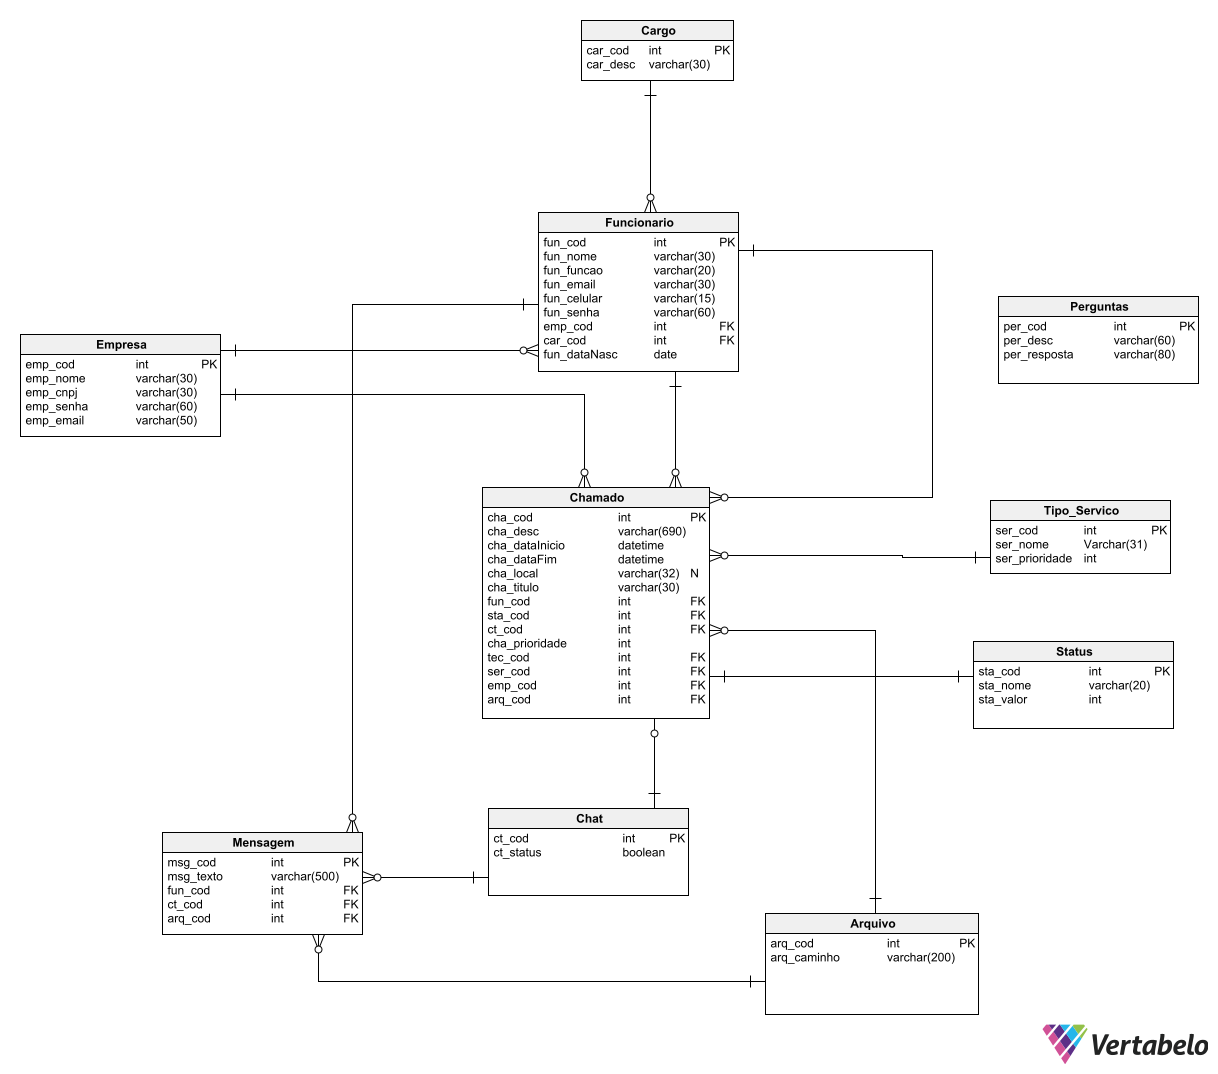 Cargo
car_cod int PK
car_desc varchar(30)
Funcionario
fun_cod int PK
fun_nome varchar(30)
fun_funcao varchar(20)
fun_email varchar(30)
fun_celular varchar(15)
fun_senha varchar(60)
emp_cod int FK
car_cod int FK
fun_dataNasc date
Perguntas
per_cod int PK
per_desc varchar(60)
per_resposta varchar(80)
Empresa
emp_cod int PK
emp_nome varchar(30)
emp_cnpj varchar(30)
emp_senha varchar(60)
emp_email varchar(50)
Chamado
cha_cod int PK
cha_desc varchar(690)
cha_dataInicio datetime
cha_dataFim datetime
cha_local varchar(32) N
cha_titulo varchar(30)
fun_cod int FK
sta_cod int FK
ct_cod int FK
cha_prioridade int
tec_cod int FK
ser_cod int FK
emp_cod int FK
arq_cod int FK
Tipo_Servico
ser_cod int PK
ser_nome Varchar(31)
ser_prioridade int
Status
sta_cod int PK
sta_nome varchar(20)
sta_valor int
Chat
ct_cod int PK
ct_status boolean
Mensagem
msg_cod int PK
msg_texto varchar(500)
fun_cod int FK
ct_cod int FK
arq_cod int FK
Arquivo
arq_cod int PK
arq_caminho varchar(200)
Vertabelo